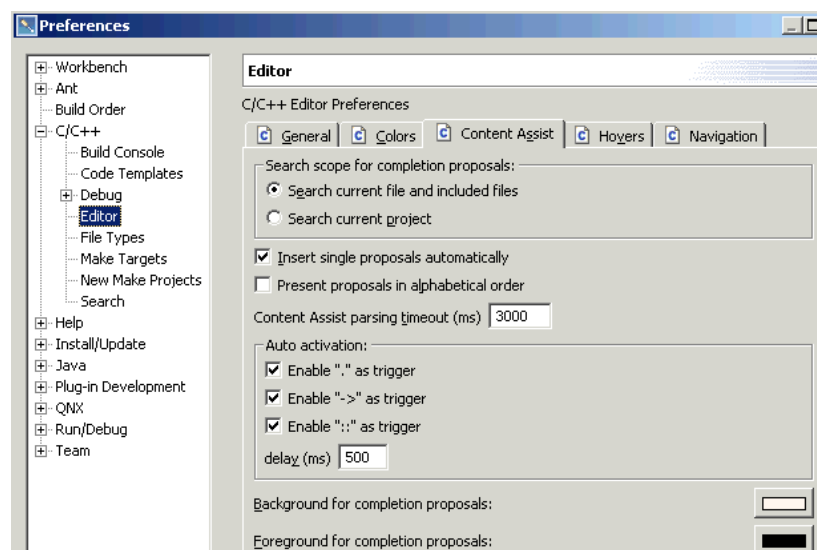 Preferences
Workbench
Ant
Build Order
C/C++
Build Console
Code Templates
Debug
Editor
File Types
Make Targets
New Make Projects
Search
Help
Install/Update
Java
Plug-in Development
QNX
Run/Debug
Team
Editor
C/C++ Editor Preferences
General Colors Content Assist Hovers Navigation
Search scope for completion proposals:
Search current file and included files
Search current project
Insert single proposals automatically
Present proposals in alphabetical order
Content Assist parsing timeout (ms) 3000
Auto activation:
Enable "." as trigger
Enable "->" as trigger
Enable "::" as trigger
delay (ms) 500
Background for completion proposals:
Foreground for completion proposals: